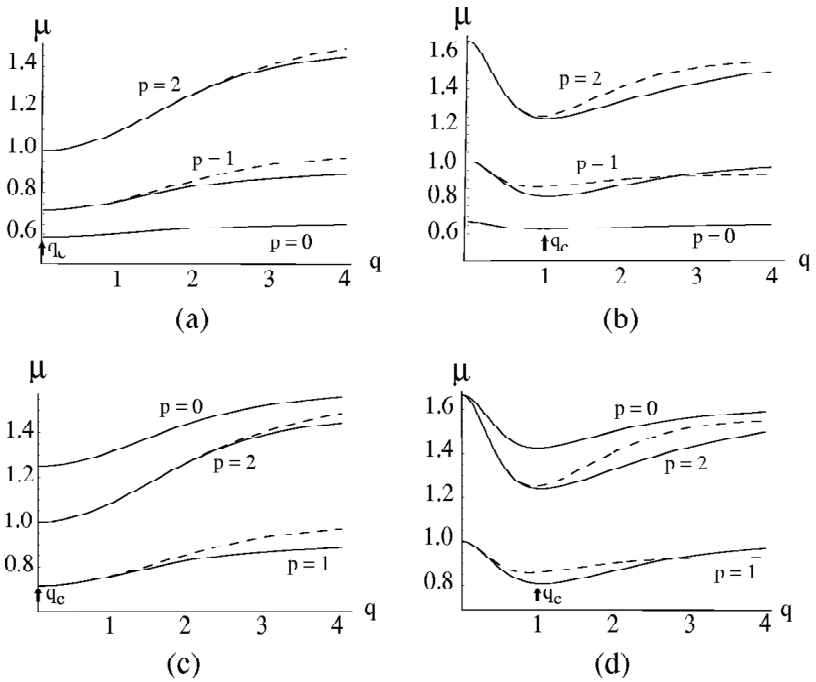 μ
1.4
1.0
0.8
0.6
p = 2
p = 1
p = 0
q_c
1 2 3 4 q
(a)
μ
1.6
1.4
1.2
1.0
0.8
0.6
p = 2
p = 1
p = 0
q_c
1 2 3 4 q
(b)
μ
1.4
1.2
1.0
0.8
p = 0
p = 2
p = 1
q_c
1 2 3 4 q
(c)
μ
1.6
1.4
1.2
1.0
0.8
p = 0
p = 2
p = 1
q_c
1 2 3 4 q
(d)